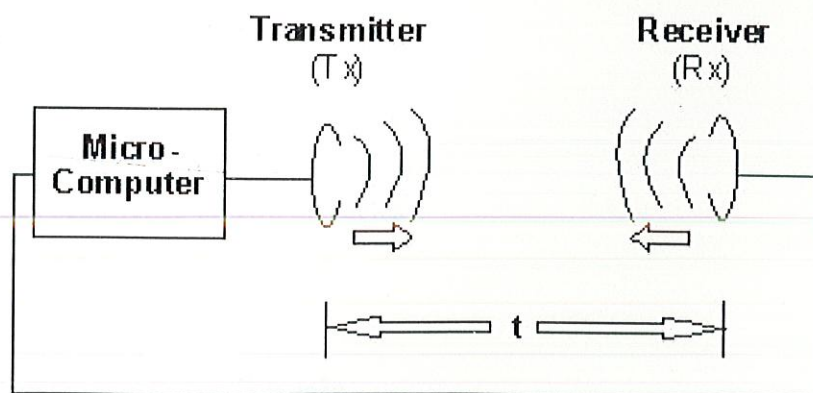 Transmitter
(Tx)
Receiver
(Rx)
Micro-
Computer
t